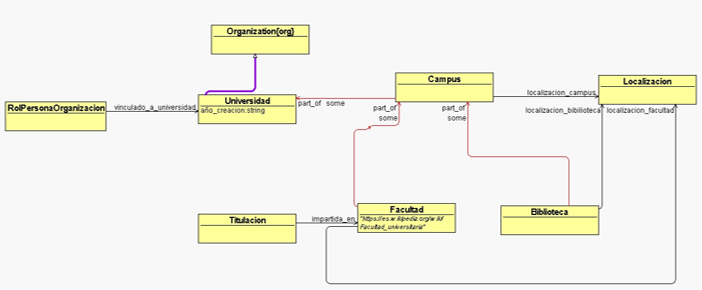 Organization{org}
Campus
Localizacion
RolPersonaOrganizacion
vinculado_a_universidad
Universidad
año_creacion:string
part_of some
part_of
some
part_of
some
localizacion_campus
localizacion_bibilioteca
localizacion_facultad
Titulacion
impartida_en
Facultad
"https://es.wikipedia.org/wiki/
Facultad_universitaria"
Biblioteca